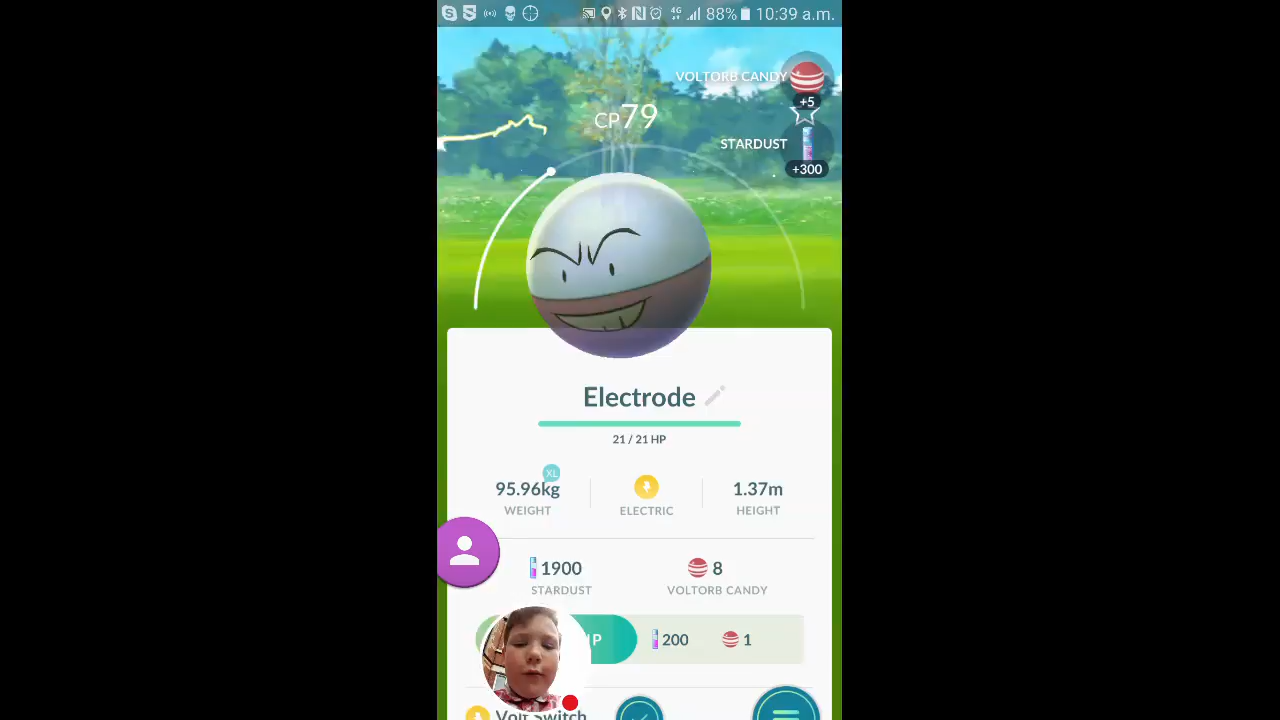 4G 88% 10:39 a.m.
VOLTORB CANDY
+5
CP79
STARDUST
+300
Electrode
21 / 21 HP
XL
95.96kg
1.37m
WEIGHT
ELECTRIC
HEIGHT
1900
8
STARDUST
VOLTORB CANDY
P 200 1
Volt Switch